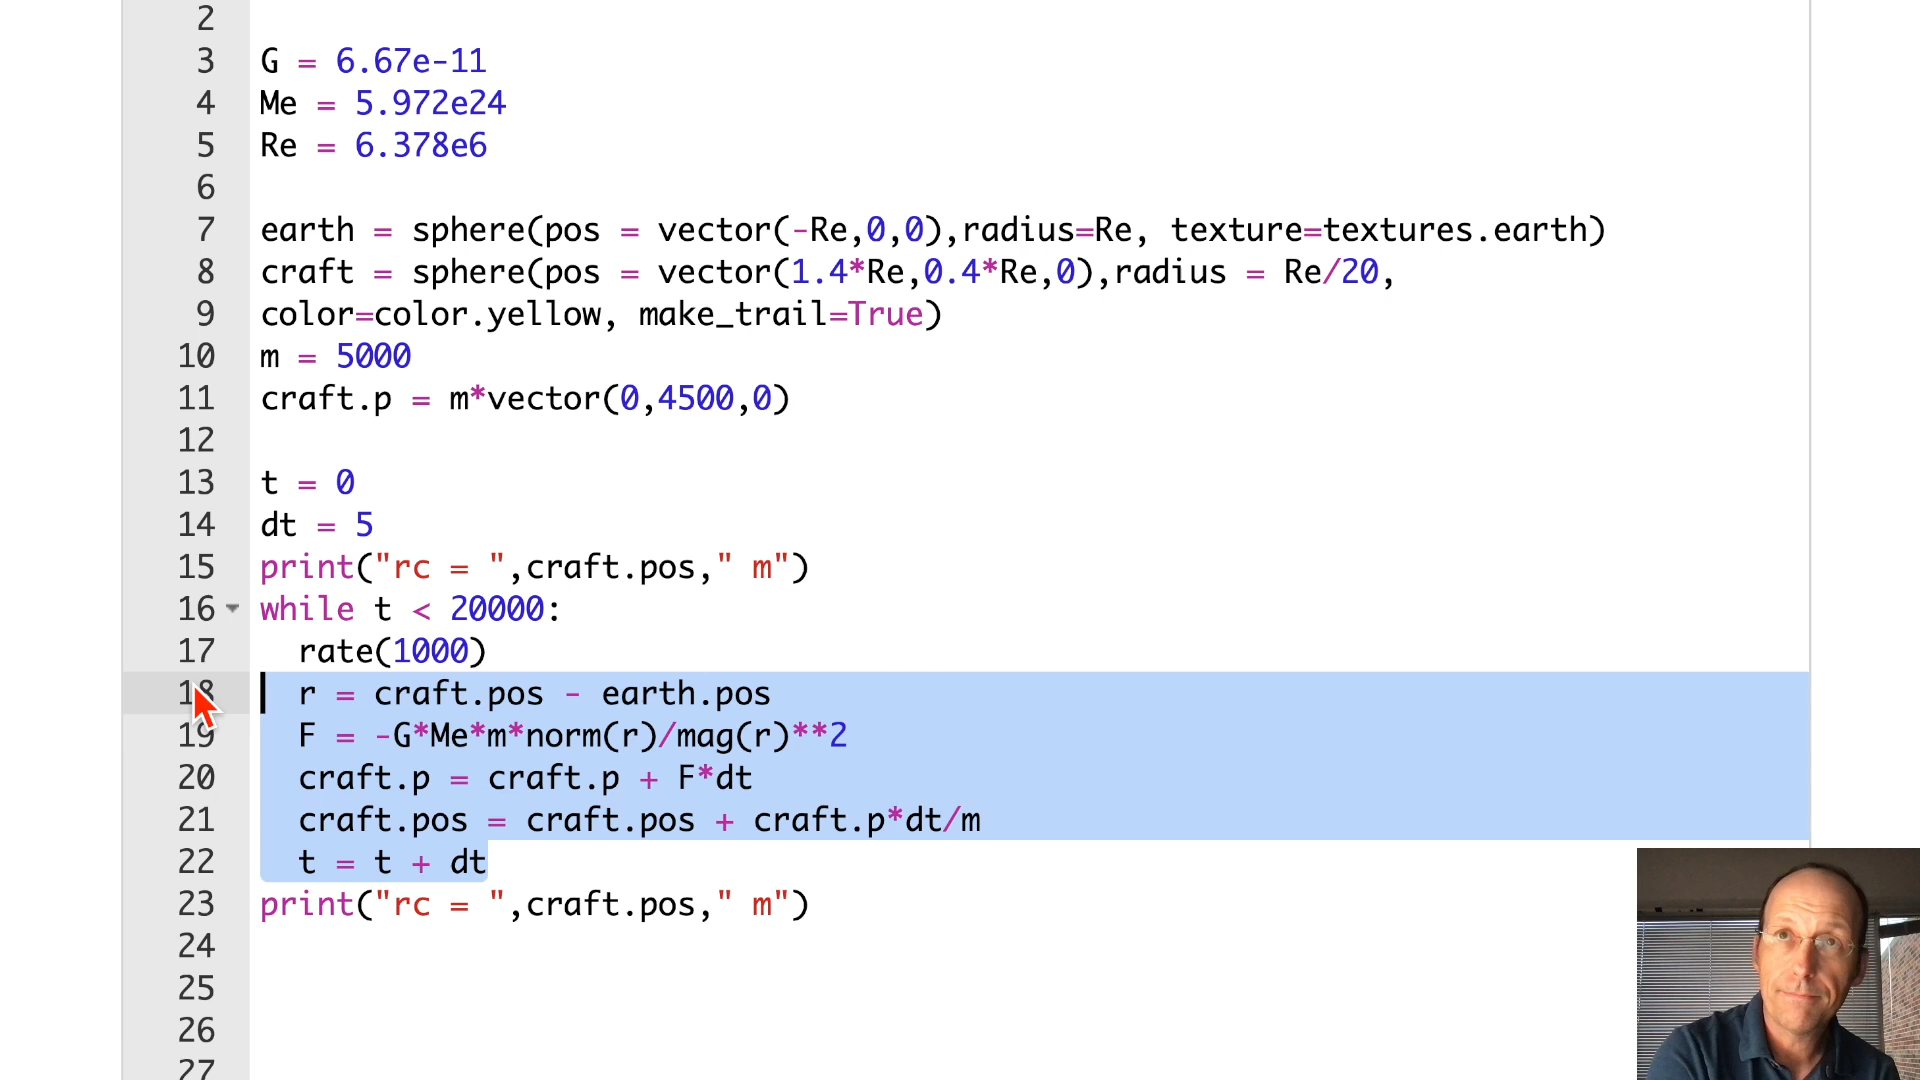 2
3 G = 6.67e-11
4 Me = 5.972e24
5 Re = 6.378e6
6
7 earth = sphere(pos = vector(-Re,0,0),radius=Re, texture=textures.earth)
8 craft = sphere(pos = vector(1.4*Re,0.4*Re,0),radius = Re/20,
9 color=color.yellow, make_trail=True)
10 m = 5000
11 craft.p = m*vector(0,4500,0)
12
13 t = 0
14 dt = 5
15 print("rc = ",craft.pos," m")
16 while t < 20000:
17   rate(1000)
18   r = craft.pos - earth.pos
19   F = -G*Me*m*norm(r)/mag(r)**2
20   craft.p = craft.p + F*dt
21   craft.pos = craft.pos + craft.p*dt/m
22   t = t + dt
23 print("rc = ",craft.pos," m")
24
25
26
27